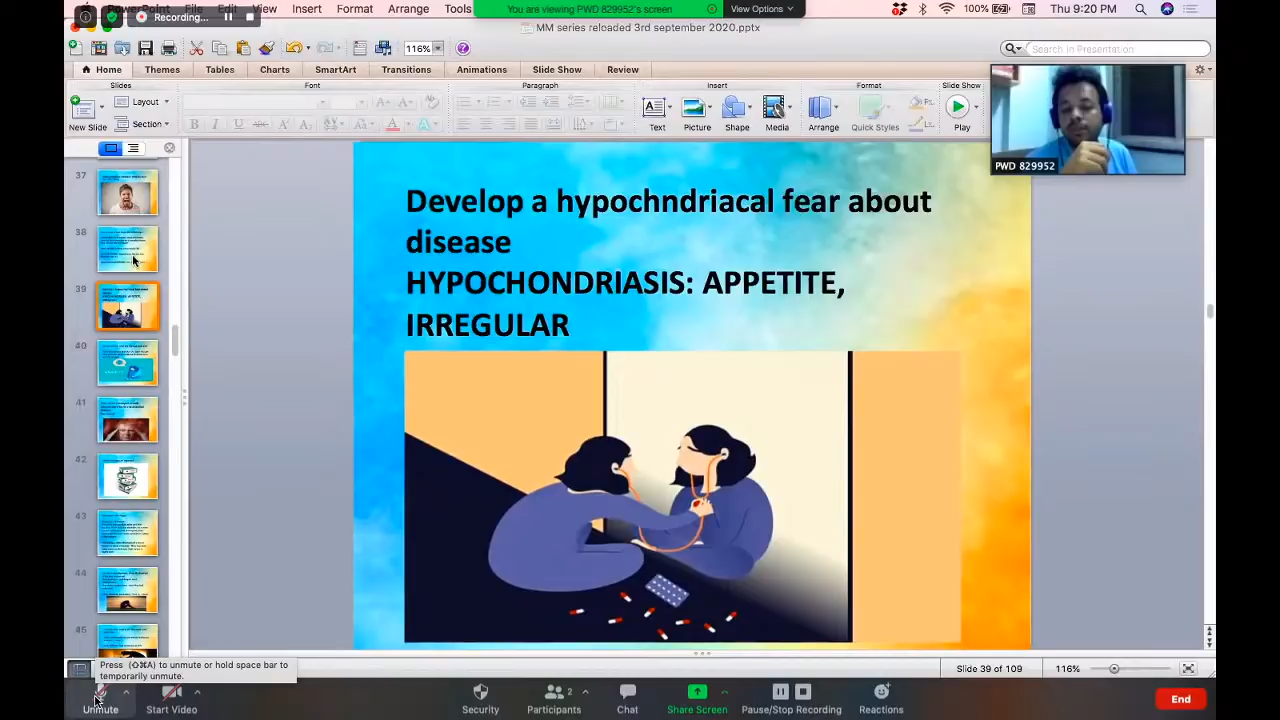 PowerPoint File Edit View Insert Format Arrange Tools
Recording...
You are viewing PWD 829952's screen
View Options
100%
Thu 9:20 PM
MM series reloaded 3rd september 2020.pptx
116%
Search in Presentation
Home Themes Tables Charts SmartArt Transitions Animations Slide Show Review
Slides Font Paragraph Insert Format Slide Show
New Slide Layout Section
Text Picture Shape Media Arrange Quick Styles Play
PWD 829952
37
38
39
40
41
42
43
44
45
Develop a hypochndriacal fear about
disease
HYPOCHONDRIASIS: APPETITE,
IRREGULAR
Press (⇧⌘A) to unmute or hold space bar to
temporarily unmute.
Slide 39 of 109
116%
Unmute
Start Video
Security
Participants 2
Chat
Share Screen
Pause/Stop Recording
Reactions
End